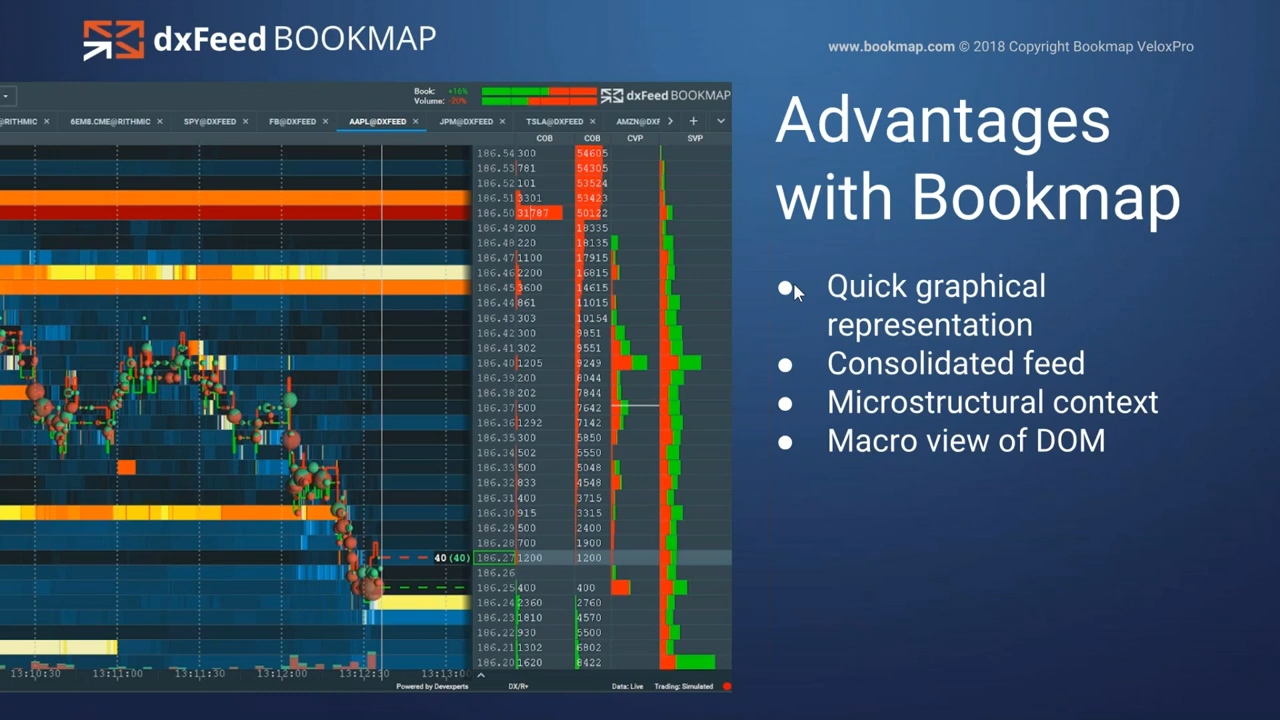 dxFeed BOOKMAP
www.bookmap.com © 2018 Copyright Bookmap VeloxPro
Book: +16%
Volume: -20%
dxFeed BOOKMAP
@RITHMIC × 6EM8.CME@RITHMIC × SPY@DXFEED × FB@DXFEED × AAPL@DXFEED × JPM@DXFEED × TSLA@DXFEED × AMZN@DXF
COB COB CVP SVP
186.54 300 54605
186.53 781 54305
186.52 101 53524
186.51 3301 53423
186.50 31787 50122
186.49 200 18335
186.48 220 18135
186.47 1100 17915
186.46 2200 16815
186.45 3600 14615
186.44 861 11015
186.43 303 10154
186.42 300 9851
186.41 302 9551
186.40 1205 9249
186.39 200 8044
186.38 202 7844
186.37 500 7642
186.36 1292 7142
186.35 300 5850
186.34 502 5550
186.33 500 5048
186.32 833 4548
186.31 400 3715
186.30 915 3315
186.29 500 2400
186.28 700 1900
40 (40) 186.27 1200 1200
186.26
186.25 400 400
186.24 2360 2760
186.23 1810 4570
186.22 930 5500
186.21 1302 6802
186.20 1620 8422
13:10:30 13:11:00 13:11:30 13:12:00 13:12:30 13:13:00
Powered by Devexperts DX/R Data: Live Trading: Simulated
Advantages
with Bookmap
● Quick graphical
representation
● Consolidated feed
● Microstructural context
● Macro view of DOM